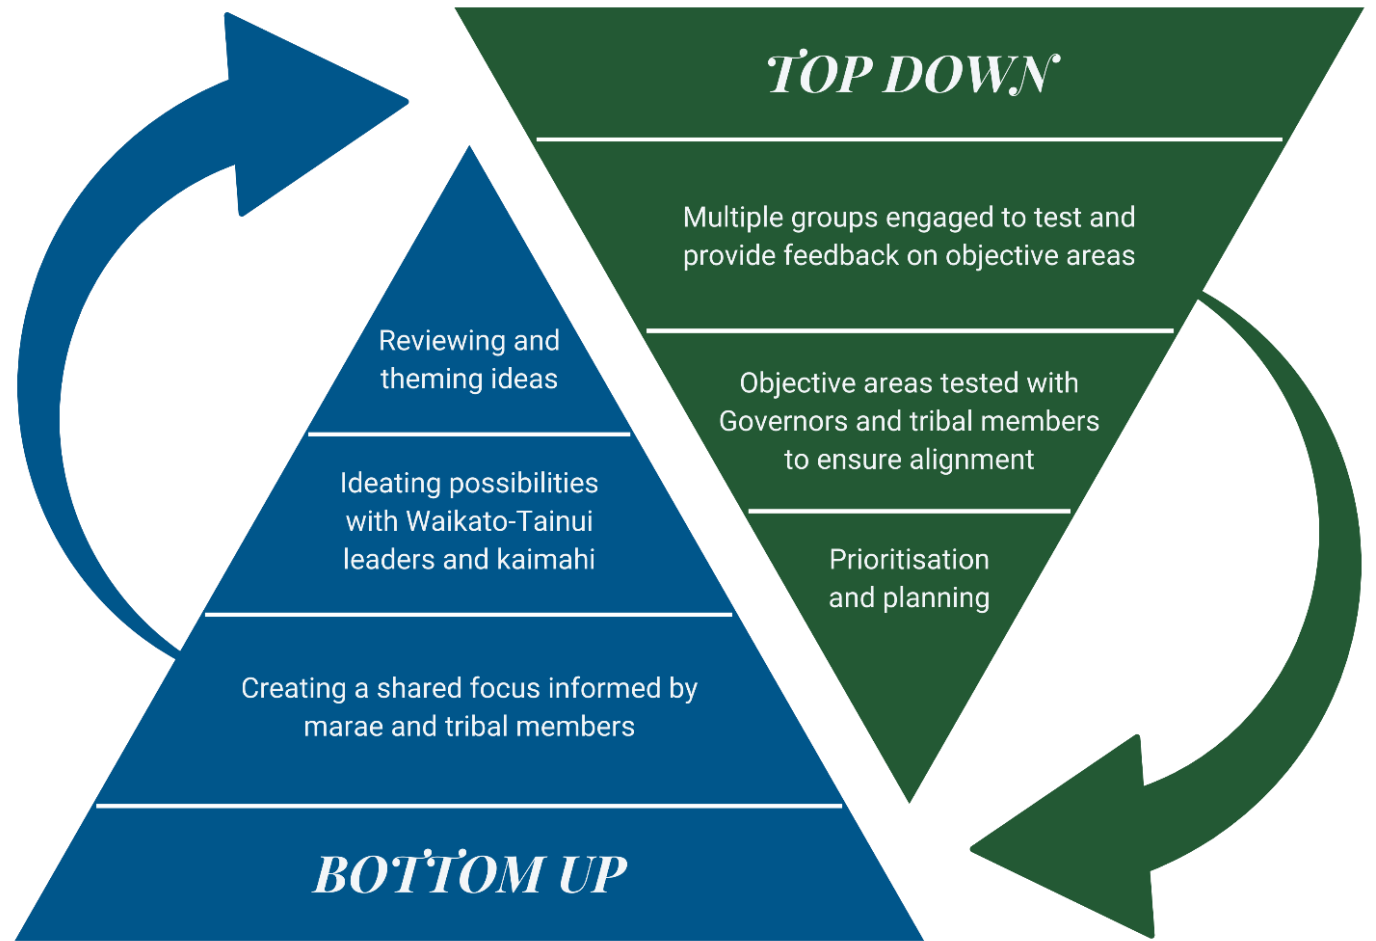 TOP DOWN
Multiple groups engaged to test and
provide feedback on objective areas
Objective areas tested with
Governors and tribal members
to ensure alignment
Prioritisation
and planning
Reviewing and
theming ideas
Ideating possibilities
with Waikato-Tainui
leaders and kaimahi
Creating a shared focus informed by
marae and tribal members
BOTTOM UP